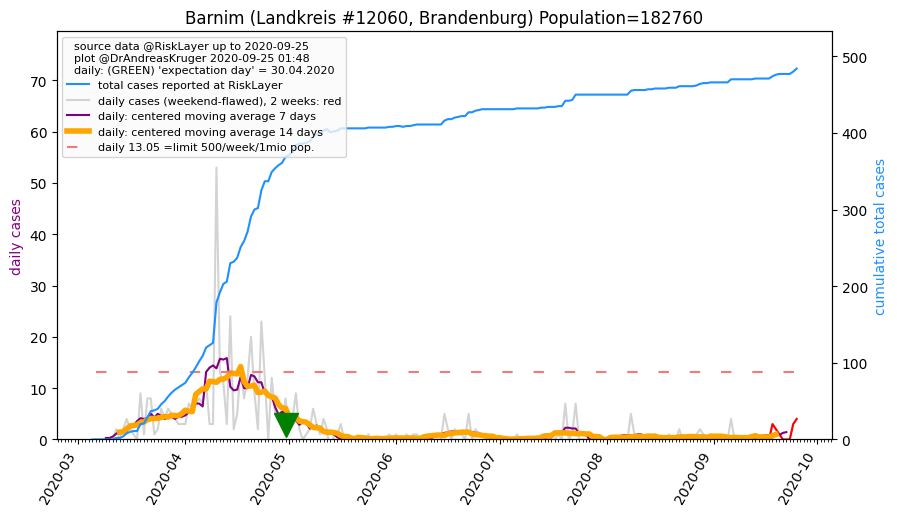 Barnim (Landkreis #12060, Brandenburg) Population=182760
source data @RiskLayer up to 2020-09-25
plot @DrAndreasKruger 2020-09-25 01:48
daily: (GREEN) 'expectation day' = 30.04.2020
total cases reported at RiskLayer
daily cases (weekend-flawed), 2 weeks: red
daily: centered moving average 7 days
daily: centered moving average 14 days
daily 13.05 =limit 500/week/1mio pop.
daily cases
70
60
50
40
30
20
10
0
500
400
300
200
100
0
cumulative total cases
2020-03
2020-04
2020-05
2020-06
2020-07
2020-08
2020-09
2020-10